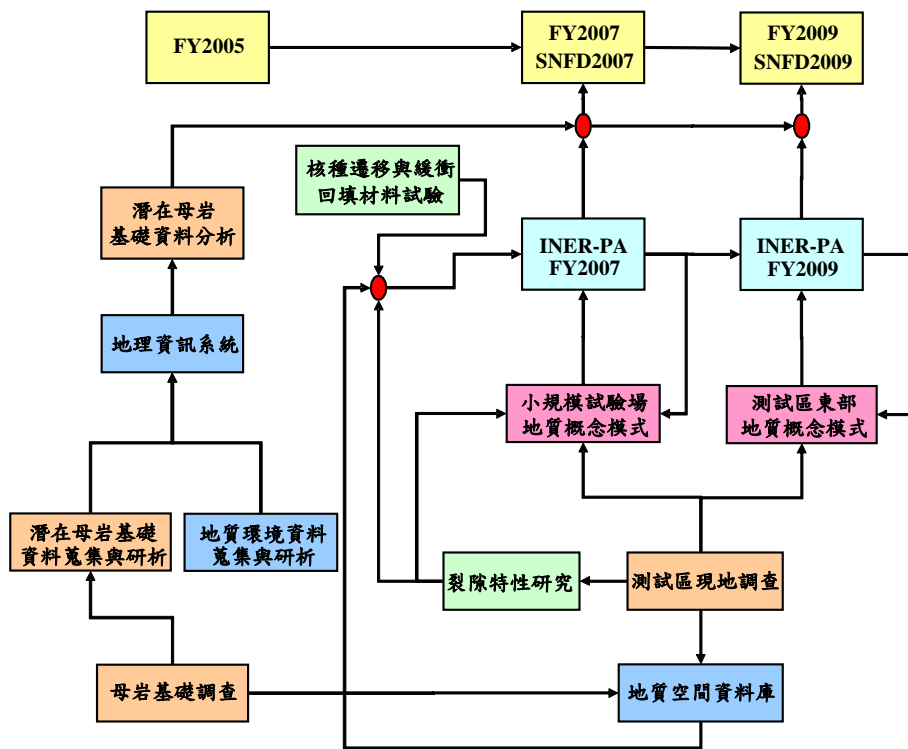 FY2005
FY2007
SNFD2007
FY2009
SNFD2009
核種遷移與緩衝
回填材料試驗
潛在母岩
基礎資料分析
INER-PA
FY2007
INER-PA
FY2009
地理資訊系統
小規模試驗場
地質概念模式
測試區東部
地質概念模式
潛在母岩基礎
資料蒐集與研析
地質環境資料
蒐集與研析
裂隙特性研究
測試區現地調查
母岩基礎調查
地質空間資料庫